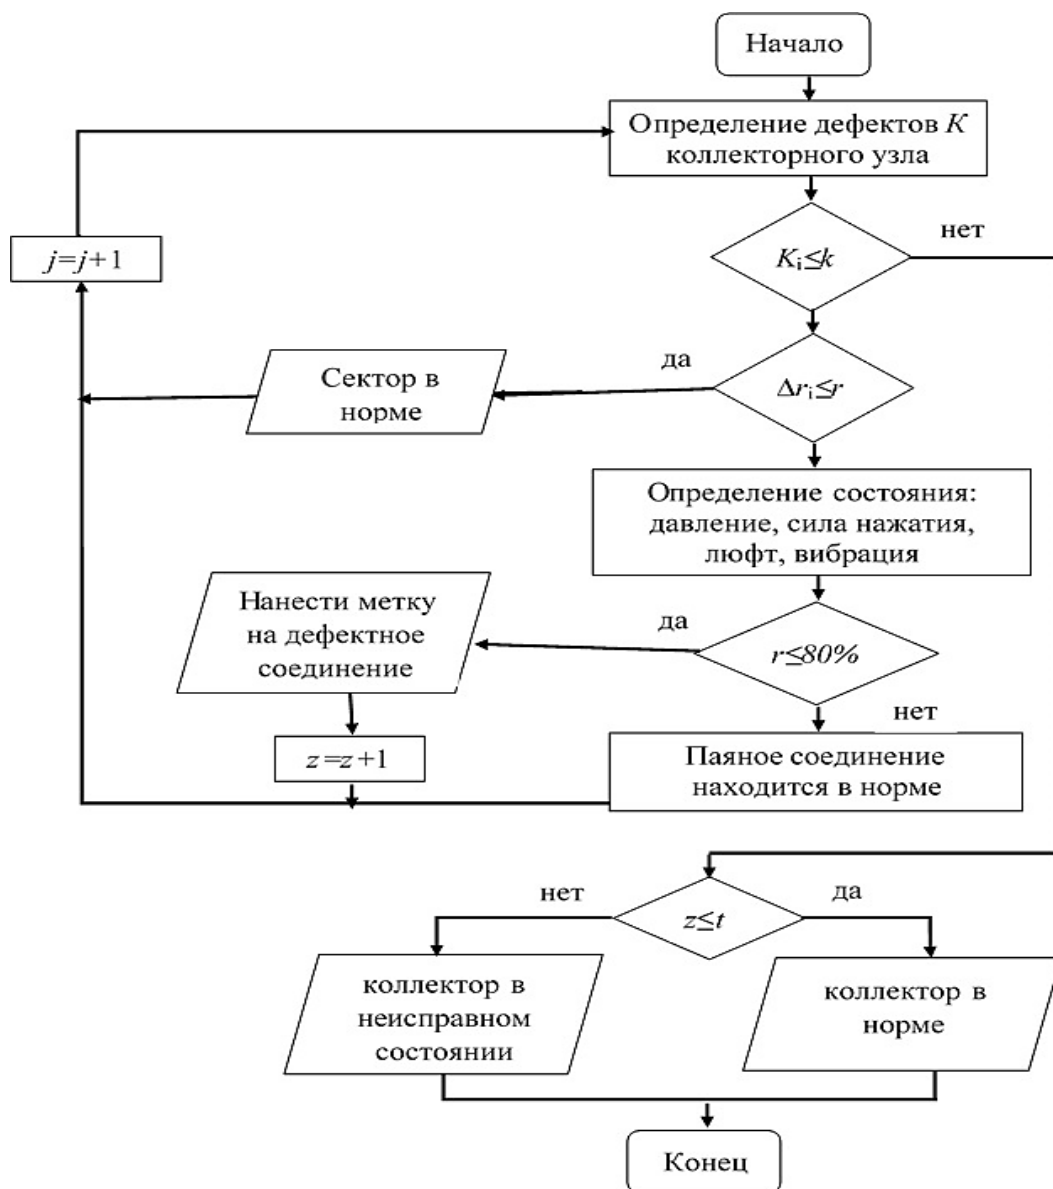 Начало
Определение дефектов K
коллекторного узла
j=j+1
нет
Ki≤k
да
Сектор в
норме
Δri≤r
Определение состояния:
давление, сила нажатия,
люфт, вибрация
Нанести метку
на дефектное
соединение
да
r≤80%
нет
z=z+1
Паяное соединение
находится в норме
нет
да
z≤t
коллектор в
неисправном
состоянии
коллектор в
норме
Конец